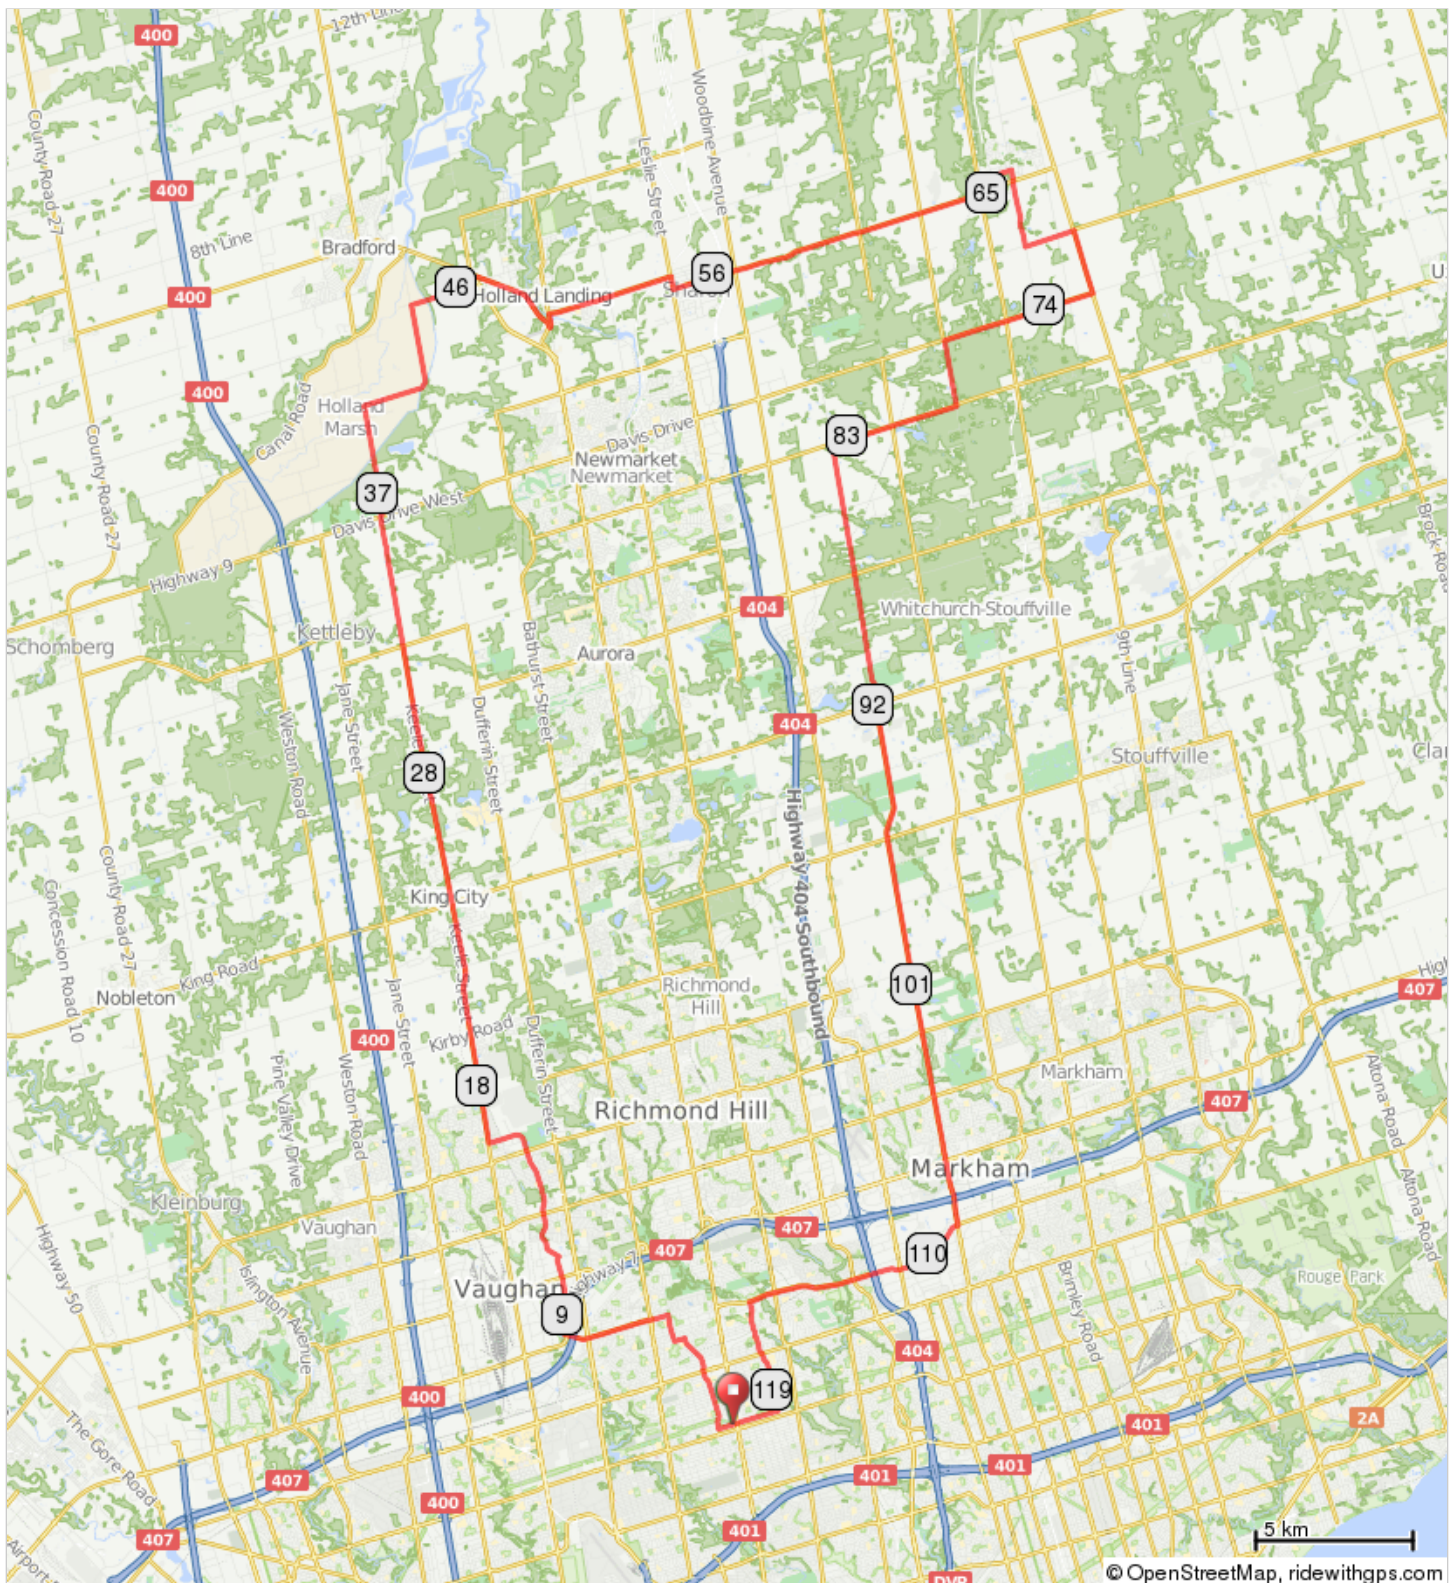 400
12th Line
Woodbine Avenue
County Road 27
Leslie Street
400
65
8th Line
Bradford
56
46
Holland Landing
Sharon
400
74
400
Holland
Marsh
Canal Road
83
Davis Drive
Newmarket
Newmarket
County Road 27
37
Davis Drive West
Highway 9
404
Whitchurch-Stouffville
Kettleby
Schomberg
Bathurst Street
Aurora
9th Line
Jane Street
Dufferin Street
Keele
Weston Road
92
404
Stouffville
28
Highway 404 Southbound
County Road 27
King City
Concession Road 10
Keele Street
King Road
Jane Street
Nobleton
Richmond
Hill
101
407
Dufferin Street
Kirby Road
400
Weston Road
Pine Valley Drive
18
Markham
407
Altona Road
Richmond Hill
Markham
Altona Road
Kleinburg
Vaughan
407
407
Highway 7
110
Highway 50
Islington Avenue
Vaughan
Brimley Road
Rouge Park
9
404
119
400
The Gore Road
401
2A
407
401
401
400
401
407
5 km
© OpenStreetMap, ridewithgps.com